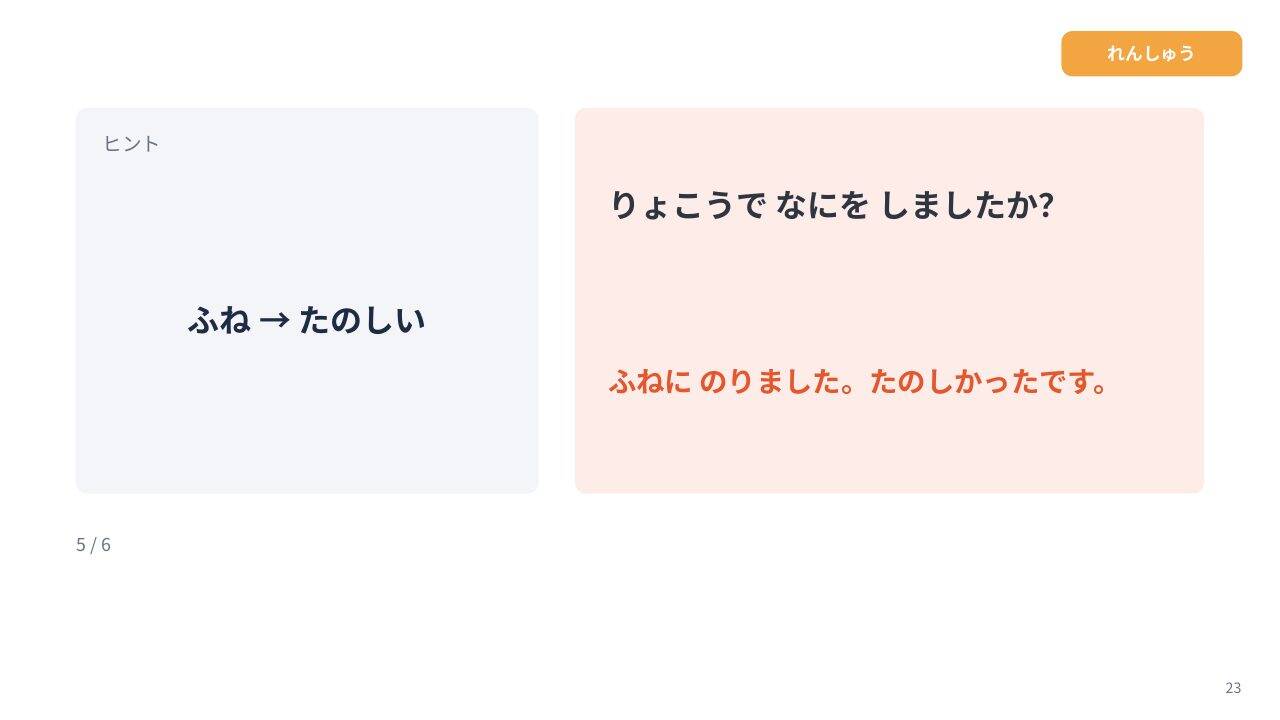 れんしゅう
ヒント
ふね → たのしい
りょこうで なにを しましたか?
ふねに のりました。たのしかったです。
5 / 6
23